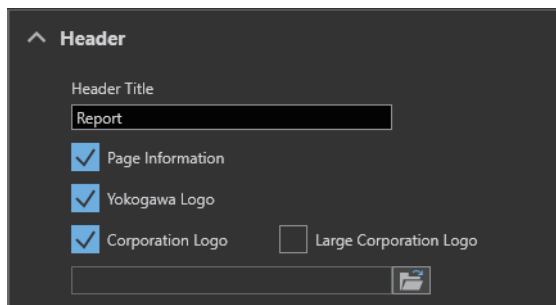 Header
Header Title
Report
Page Information
Yokogawa Logo
Corporation Logo Large Corporation Logo